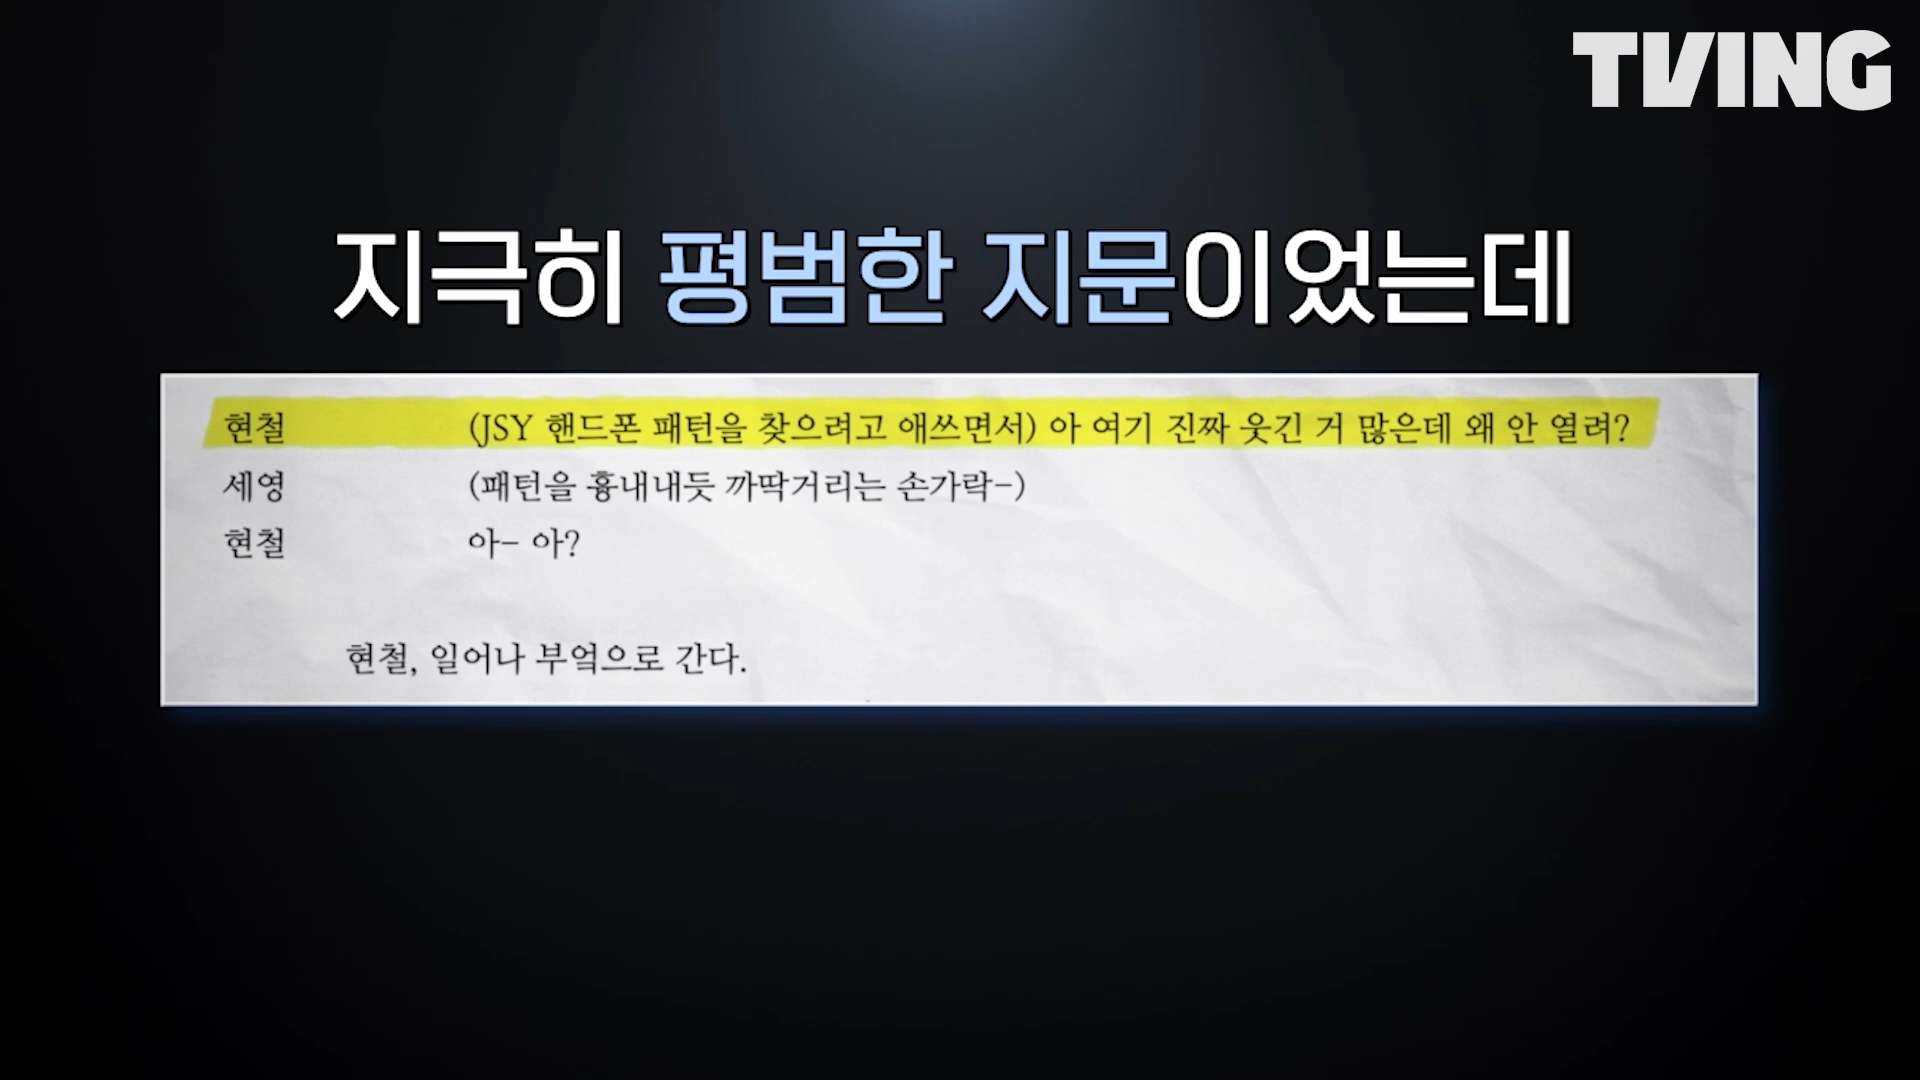 TVING
지극히 평범한 지문이었는데
현철 (JSY 핸드폰 패턴을 찾으려고 애쓰면서) 아 여기 진짜 웃긴 거 많은데 왜 안 열려?
세영 (패턴을 흉내내듯 까딱거리는 손가락-)
현철 아- 아?
현철, 일어나 부엌으로 간다.